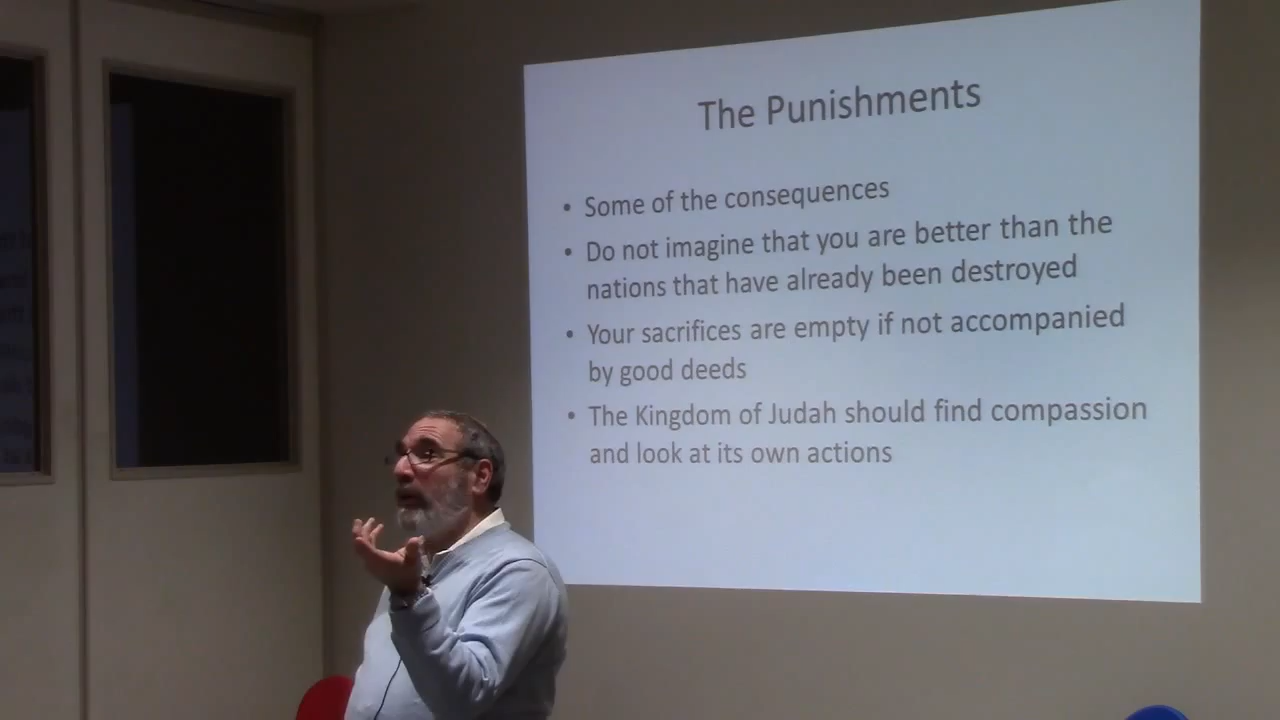 The Punishments
• Some of the consequences
• Do not imagine that you are better than the
nations that have already been destroyed
• Your sacrifices are empty if not accompanied
by good deeds
• The Kingdom of Judah should find compassion
and look at its own actions